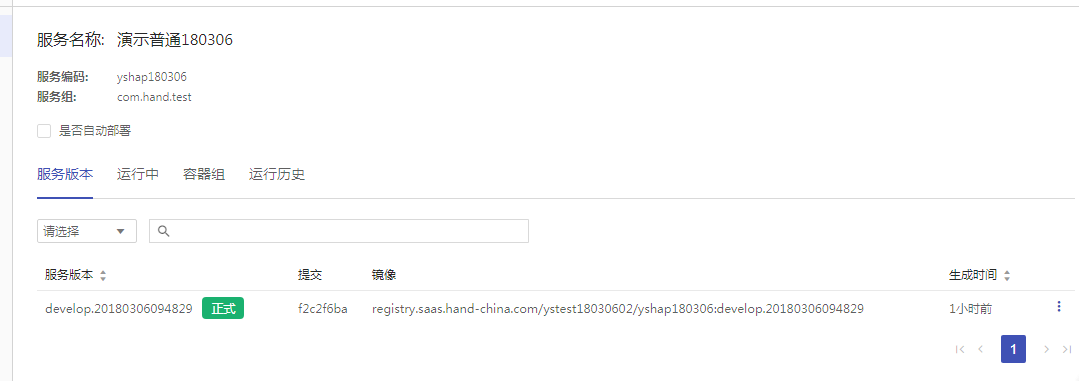 服务名称: 演示普通180306
服务编码: yshap180306
服务组: com.hand.test
是否自动部署
服务版本 运行中 容器组 运行历史
请选择
服务版本 提交 镜像 生成时间
develop.20180306094829 正式 f2c2f6ba registry.saas.hand-china.com/ystest18030602/yshap180306:develop.20180306094829 1小时前
1